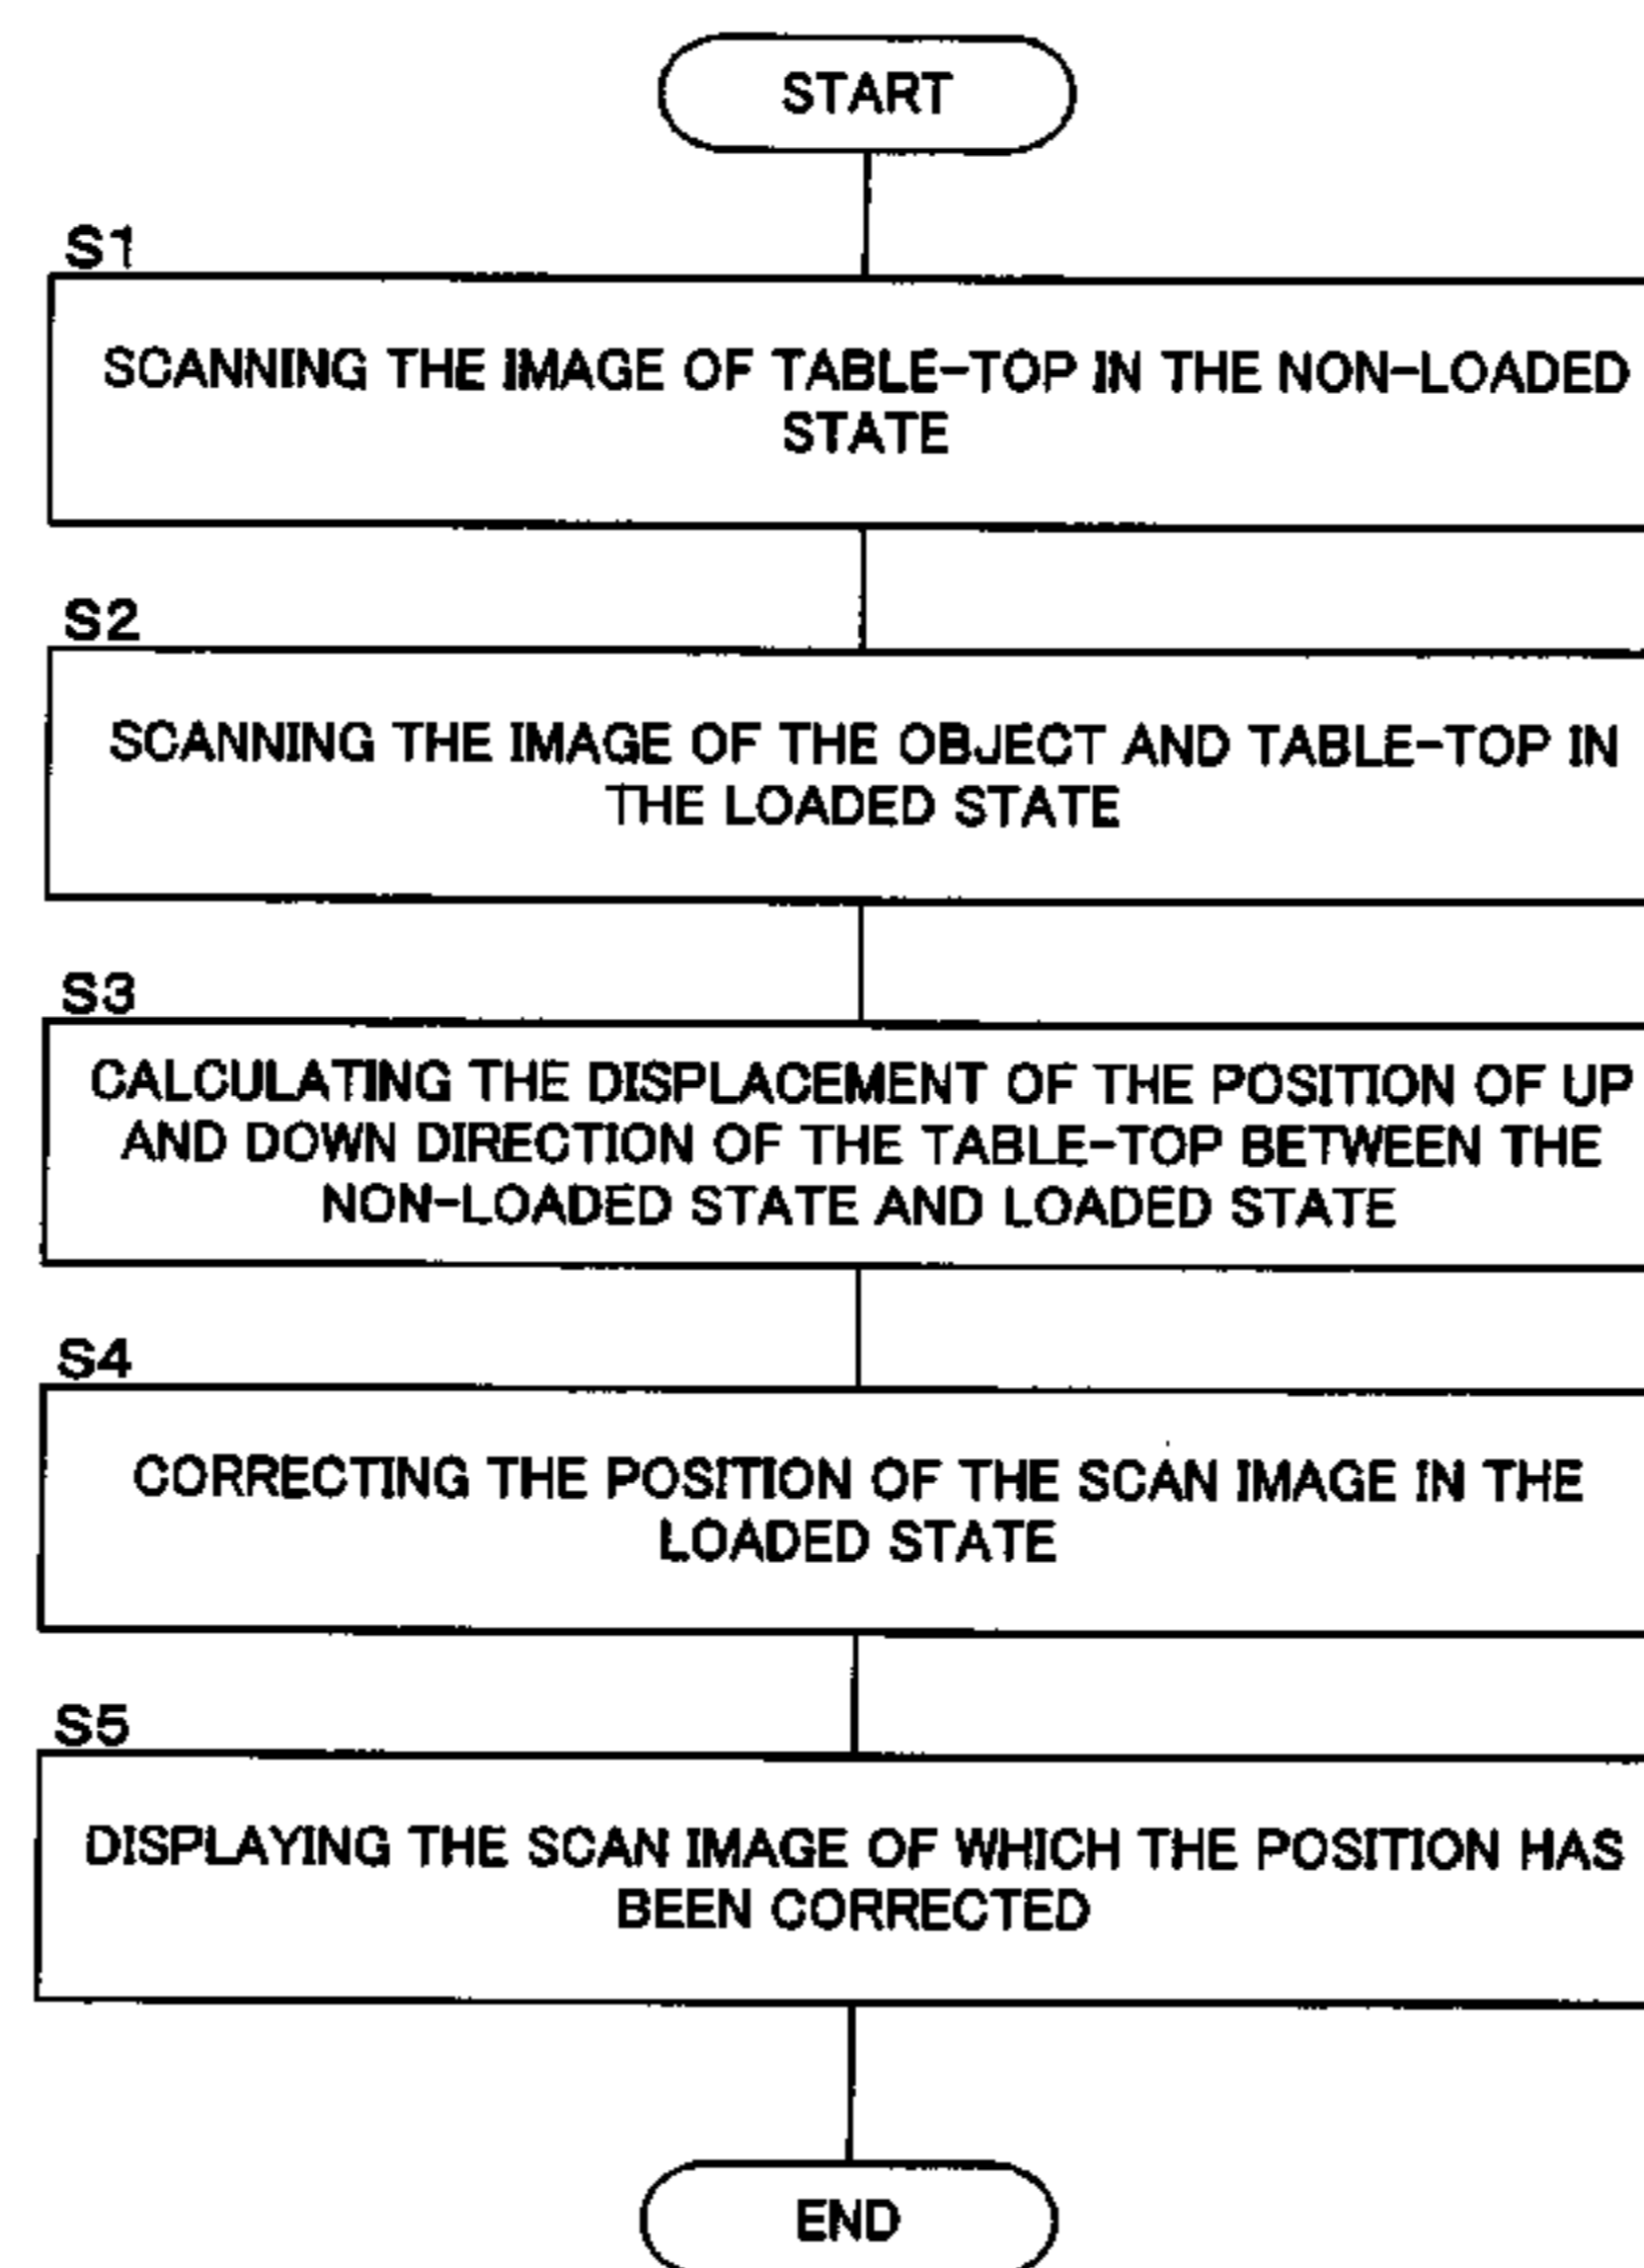 START
S1
SCANNING THE IMAGE OF TABLE-TOP IN THE NON-LOADED
STATE
S2
SCANNING THE IMAGE OF THE OBJECT AND TABLE-TOP IN
THE LOADED STATE
S3
CALCULATING THE DISPLACEMENT OF THE POSITION OF UP
AND DOWN DIRECTION OF THE TABLE-TOP BETWEEN THE
NON-LOADED STATE AND LOADED STATE
S4
CORRECTING THE POSITION OF THE SCAN IMAGE IN THE
LOADED STATE
S5
DISPLAYING THE SCAN IMAGE OF WHICH THE POSITION HAS
BEEN CORRECTED
END